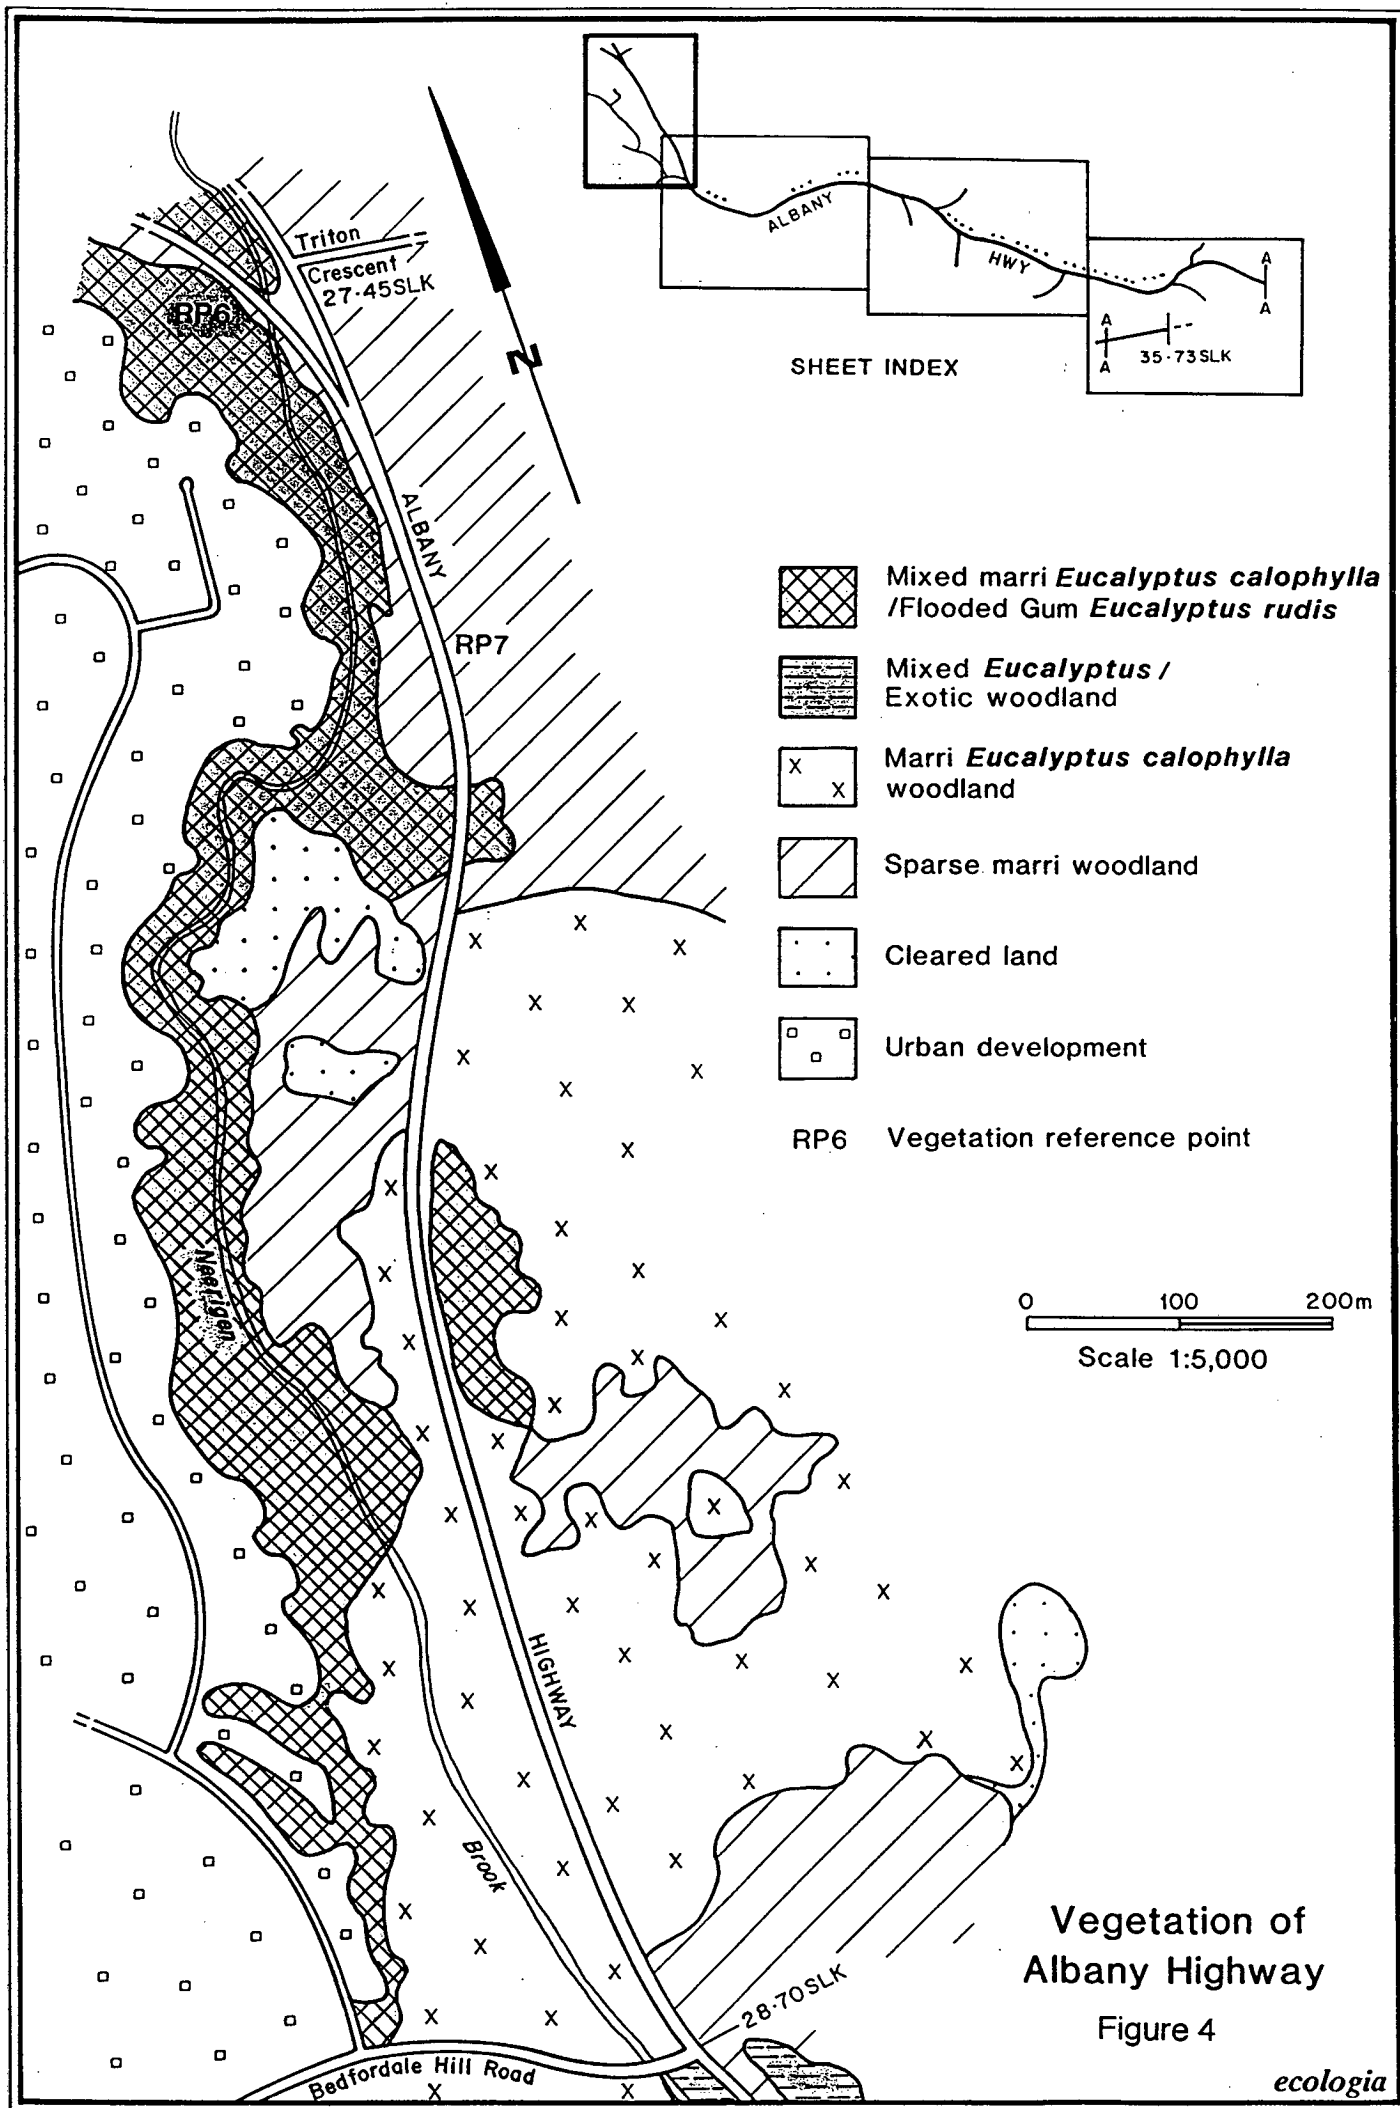 Triton
Crescent
27·45SLK
RP6
N
ALBANY
HWY
A
A
A
A
35·73SLK
SHEET INDEX
ALBANY
RP7
Mixed marri Eucalyptus calophylla
/Flooded Gum Eucalyptus rudis
Mixed Eucalyptus /
Exotic woodland
Marri Eucalyptus calophylla
woodland
Sparse marri woodland
Cleared land
Urban development
RP6 Vegetation reference point
Neerigen
0 100 200m
Scale 1:5,000
HIGHWAY
Brook
28·70SLK
Bedfordale Hill Road
Vegetation of
Albany Highway
Figure 4
ecologia